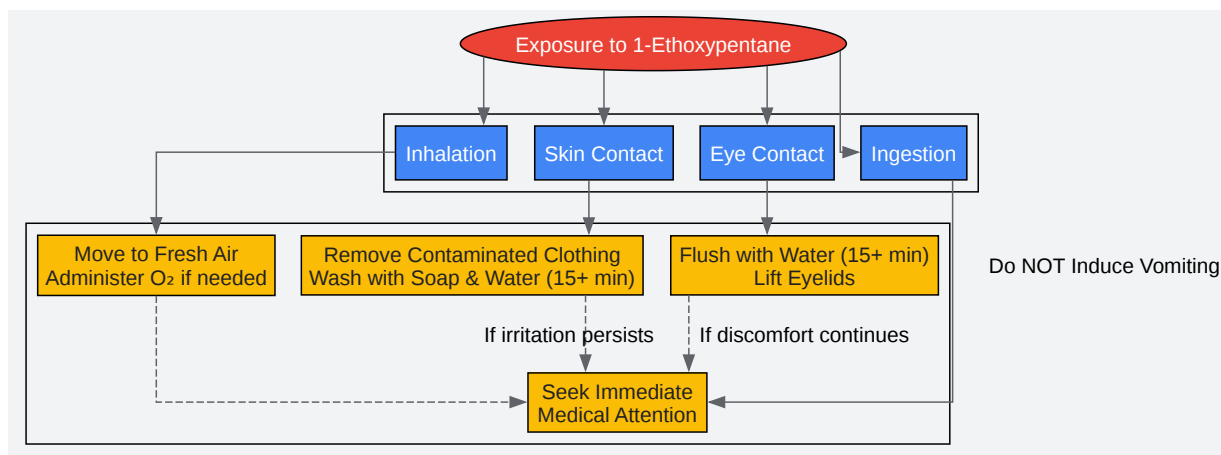 Exposure to 1-Ethoxypentane
Inhalation
Skin Contact
Eye Contact
Ingestion
Move to Fresh Air
Administer O₂ if needed
Remove Contaminated Clothing
Wash with Soap & Water (15+ min)
Flush with Water (15+ min)
Lift Eyelids
Do NOT Induce Vomiting
If irritation persists
If discomfort continues
Seek Immediate
Medical Attention